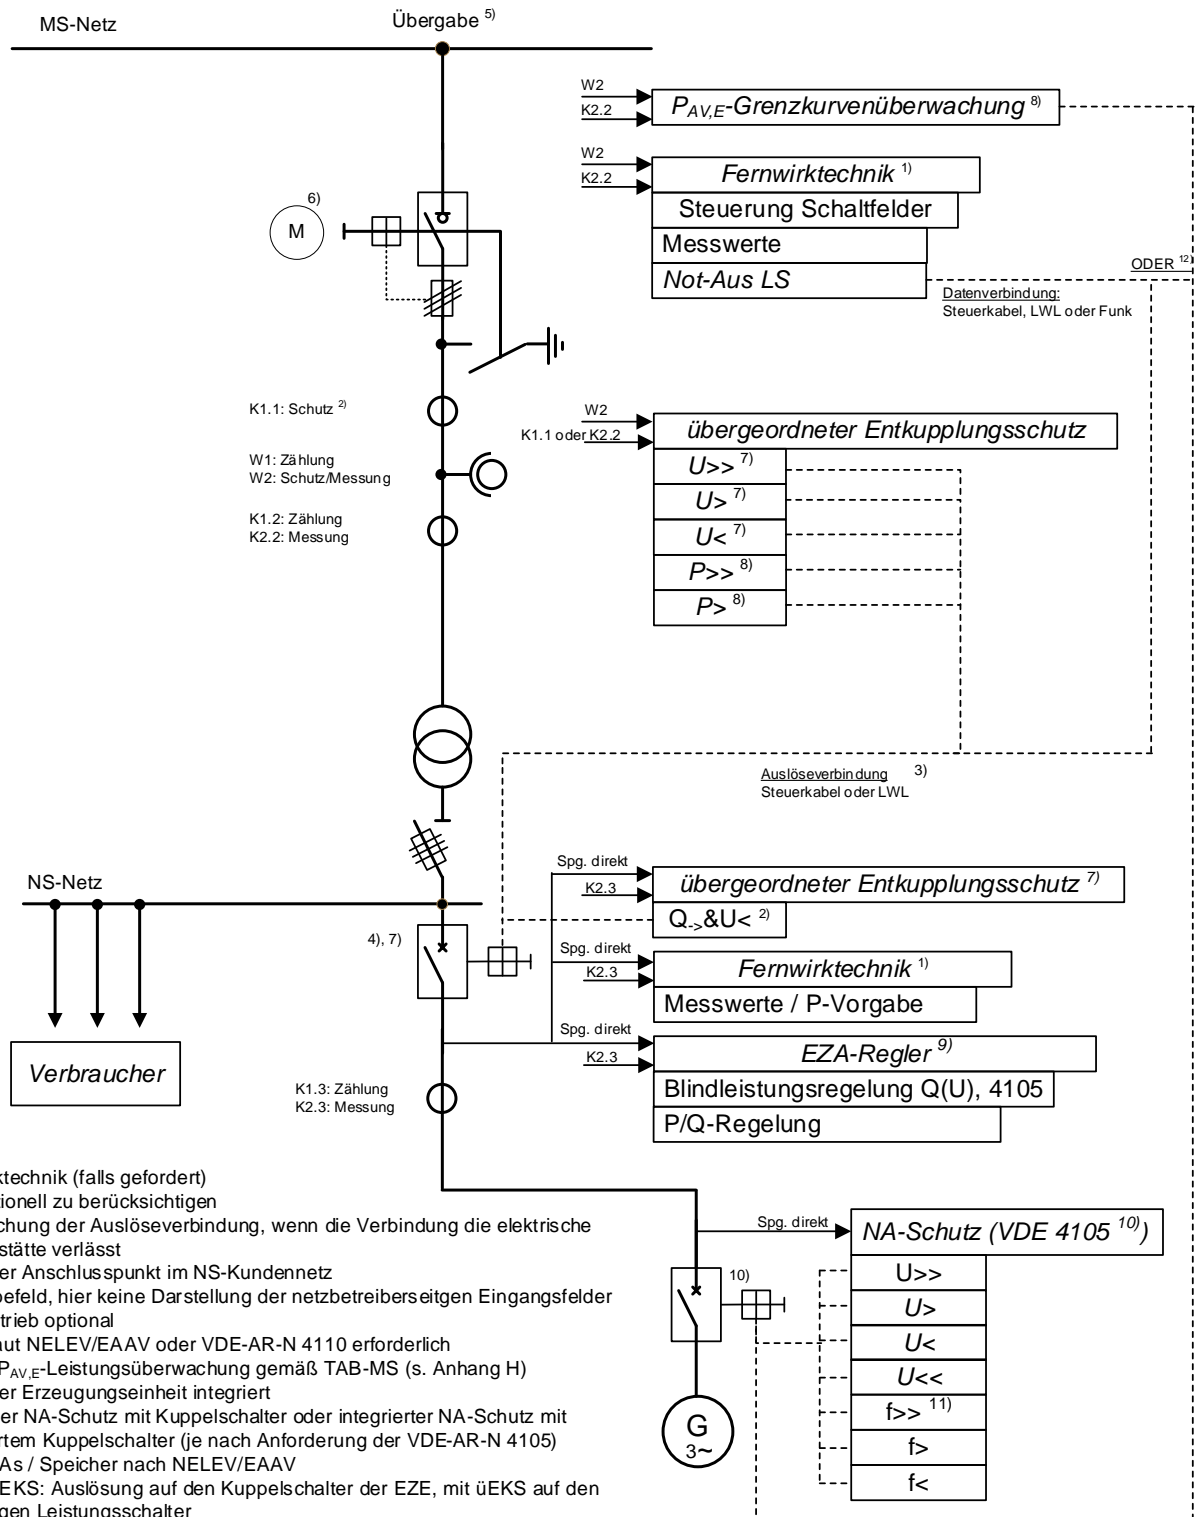 MS-Netz
Übergabe 5)
W2
K2.2
P_AV,E-Grenzkurvenüberwachung 8)
W2
K2.2
Fernwirktechnik 1)
Steuerung Schaltfelder
Messwerte
Not-Aus LS
ODER 12)
Datenverbindung:
Steuerkabel, LWL oder Funk
6)
M
K1.1: Schutz 2)
W1: Zählung
W2: Schutz/Messung
K1.2: Zählung
K2.2: Messung
W2
K1.1 oder K2.2
übergeordneter Entkupplungsschutz
U>> 7)
U> 7)
U< 7)
P>> 8)
P> 8)
Auslöseverbindung 3)
Steuerkabel oder LWL
NS-Netz
4), 7)
Verbraucher
Spg. direkt
K2.3
übergeordneter Entkupplungsschutz 7)
Q->&U< 2)
Spg. direkt
K2.3
Fernwirktechnik 1)
Messwerte / P-Vorgabe
Spg. direkt
K2.3
EZA-Regler 9)
Blindleistungsregelung Q(U), 4105
P/Q-Regelung
K1.3: Zählung
K2.3: Messung
ktechnik (falls gefordert)
tionell zu berücksichtigen
chung der Auslöseverbindung, wenn die Verbindung die elektrische
stätte verlässt
er Anschlusspunkt im NS-Kundennetz
befeld, hier keine Darstellung der netzbetreiberseitgen Eingangsfelder
trieb optional
aut NELEV/EAAV oder VDE-AR-N 4110 erforderlich
P_AV,E-Leistungsüberwachung gemäß TAB-MS (s. Anhang H)
er Erzeugungseinheit integriert
er NA-Schutz mit Kuppelschalter oder integrierter NA-Schutz mit
rtem Kuppelschalter (je nach Anforderung der VDE-AR-N 4105)
As / Speicher nach NELEV/EAAV
EKS: Auslösung auf den Kuppelschalter der EZE, mit üEKS auf den
gen Leistungsschalter
Spg. direkt
NA-Schutz (VDE 4105 10))
10)
U>>
U>
U<
U<<
f>> 11)
f>
f<
G
3~